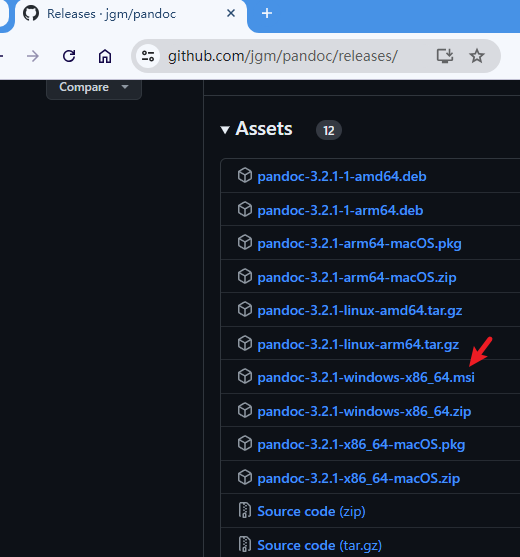 Releases · jgm/pandoc
github.com/jgm/pandoc/releases/
Compare
Assets 12
pandoc-3.2.1-1-amd64.deb
pandoc-3.2.1-1-arm64.deb
pandoc-3.2.1-arm64-macOS.pkg
pandoc-3.2.1-arm64-macOS.zip
pandoc-3.2.1-linux-amd64.tar.gz
pandoc-3.2.1-linux-arm64.tar.gz
pandoc-3.2.1-windows-x86_64.msi
pandoc-3.2.1-windows-x86_64.zip
pandoc-3.2.1-x86_64-macOS.pkg
pandoc-3.2.1-x86_64-macOS.zip
Source code (zip)
Source code (tar.gz)